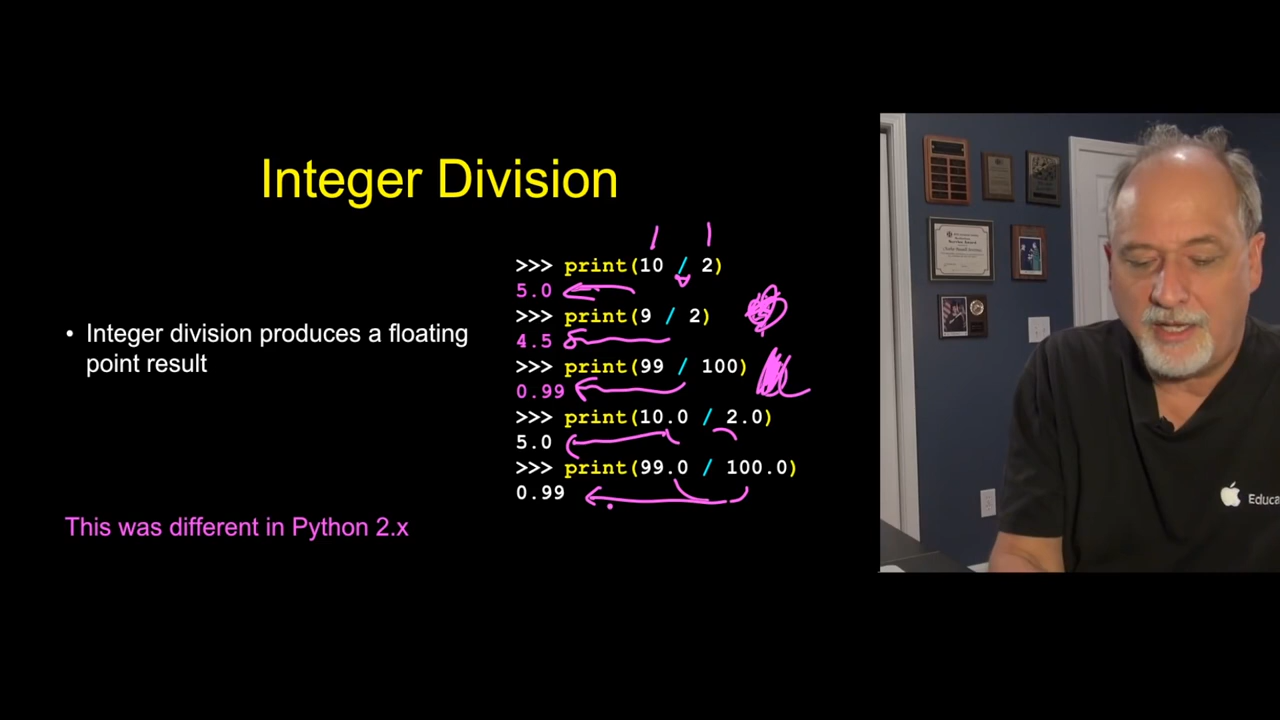 Integer Division
>>> print(10 / 2)
5.0
>>> print(9 / 2)
4.5
>>> print(99 / 100)
0.99
>>> print(10.0 / 2.0)
5.0
>>> print(99.0 / 100.0)
0.99
• Integer division produces a floating
point result
This was different in Python 2.x
Educa